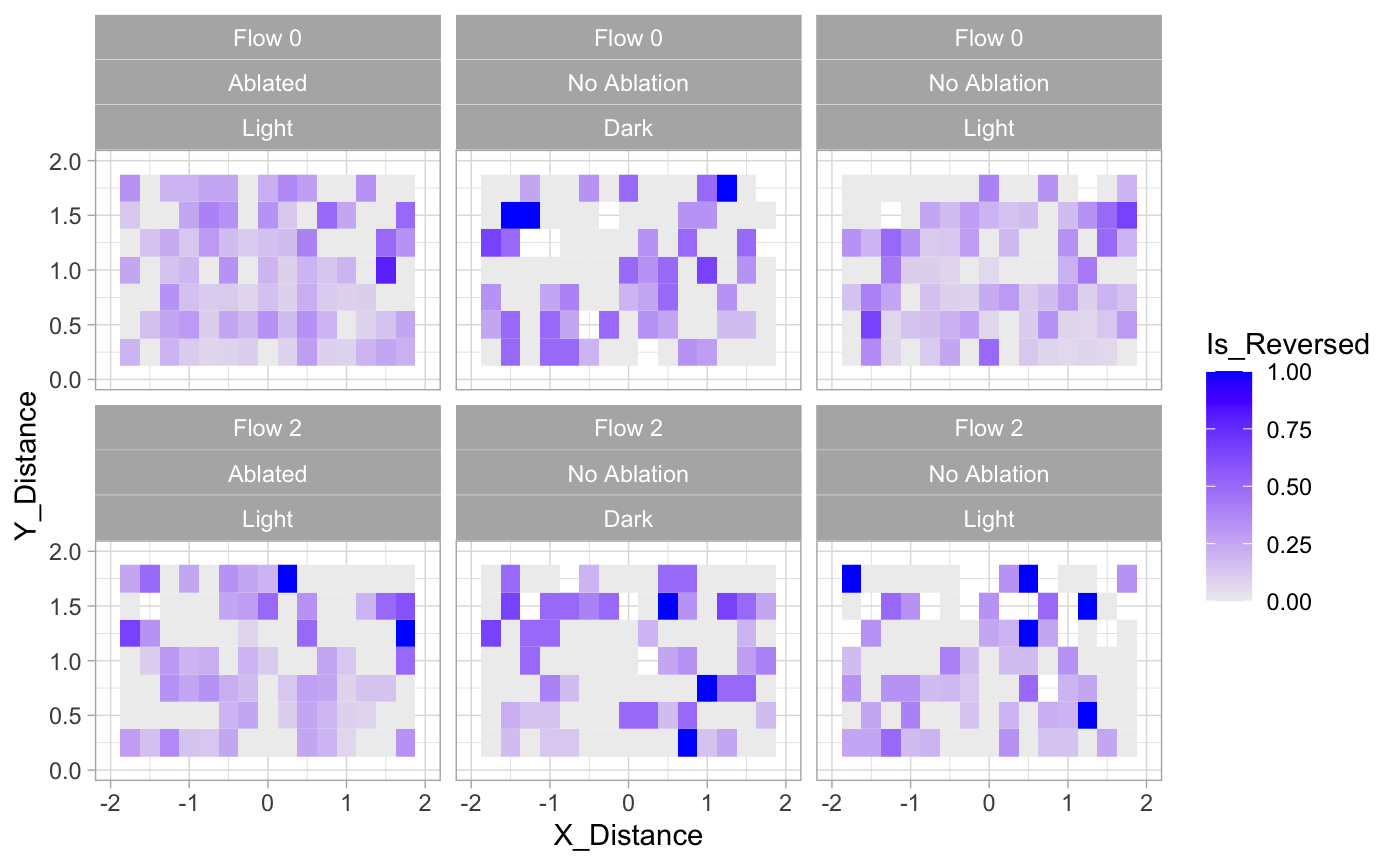 Flow 0 Flow 0 Flow 0
Ablated No Ablation No Ablation
Light Dark Light
2.0
1.5
1.0
0.5
0.0
Y_Distance
Flow 2 Flow 2 Flow 2
Ablated No Ablation No Ablation
Light Dark Light
2.0
1.5
1.0
0.5
0.0
-2 -1 0 1 2 -2 -1 0 1 2 -2 -1 0 1 2
X_Distance
Is_Reversed
1.00
0.75
0.50
0.25
0.00